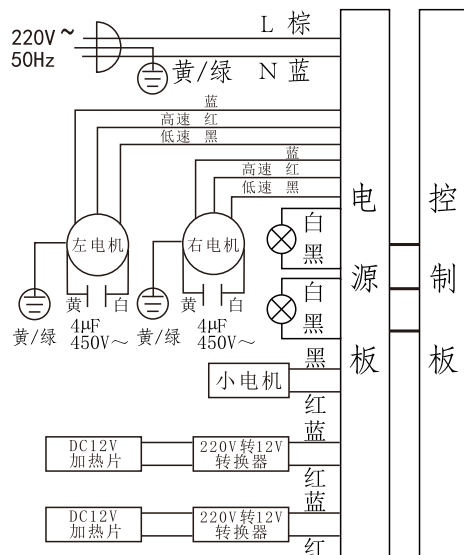 L 棕
220V ~
50Hz
黄/绿 N 蓝
蓝
高速 红
低速 黑
蓝
高速 红
低速 黑
电源板
控制板
左电机
右电机
白
黑
白
黑
黄 白
黄 白
4μF
450V~
4μF
450V~
黄/绿
黄/绿
小电机
黑
红
DC12V
加热片
220V转12V
转换器
蓝
红
DC12V
加热片
220V转12V
转换器
蓝
红